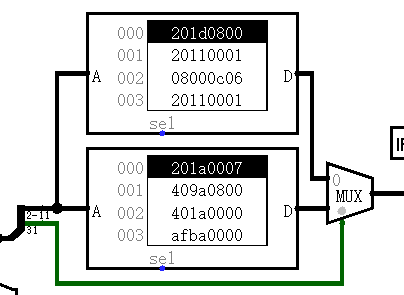 000 201d0800
001 20110001
A 002 08000c06 D
003 20110001
sel
000 201a0007
001 409a0800
A 002 401a0000 D
003 afba0000
sel
0
MUX
2-11
31